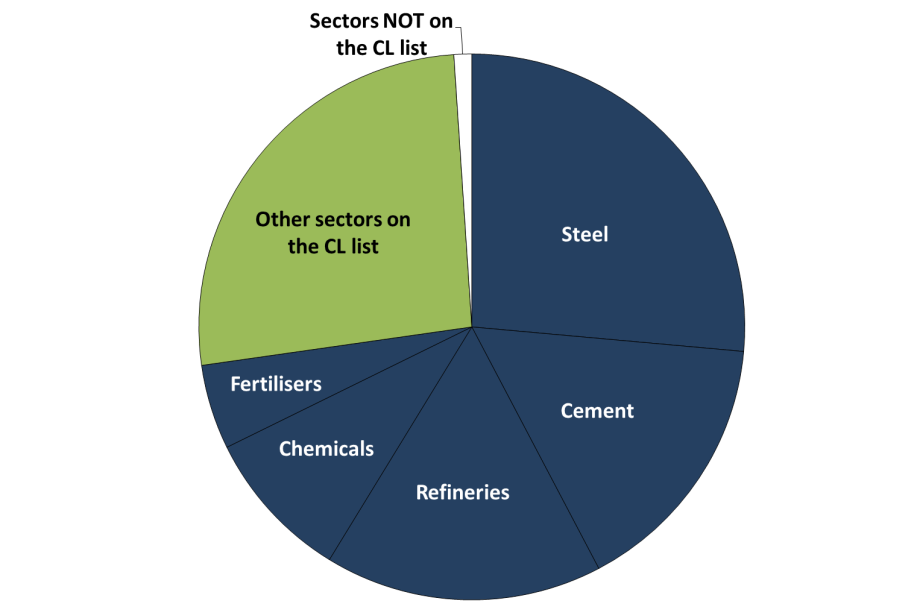 Sectors NOT on
the CL list
Other sectors on
the CL list
Steel
Fertilisers
Cement
Chemicals
Refineries